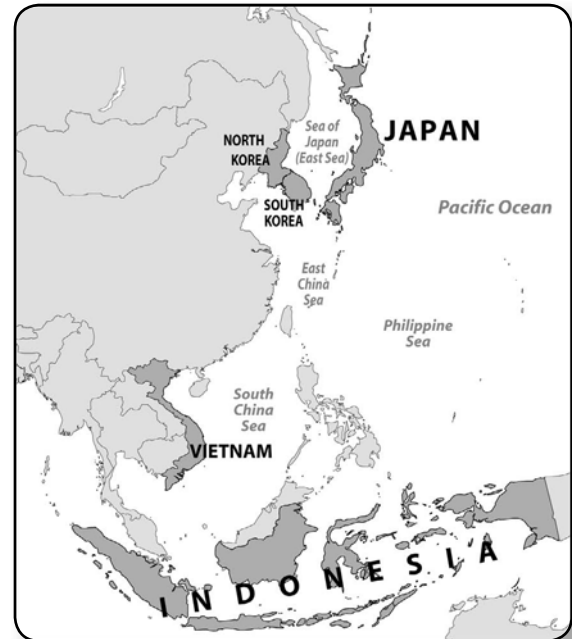 JAPAN
Sea of
Japan
(East Sea)
NORTH
KOREA
SOUTH
KOREA
Pacific Ocean
East
China
Sea
Philippine
Sea
South
China
Sea
VIETNAM
INDONESIA